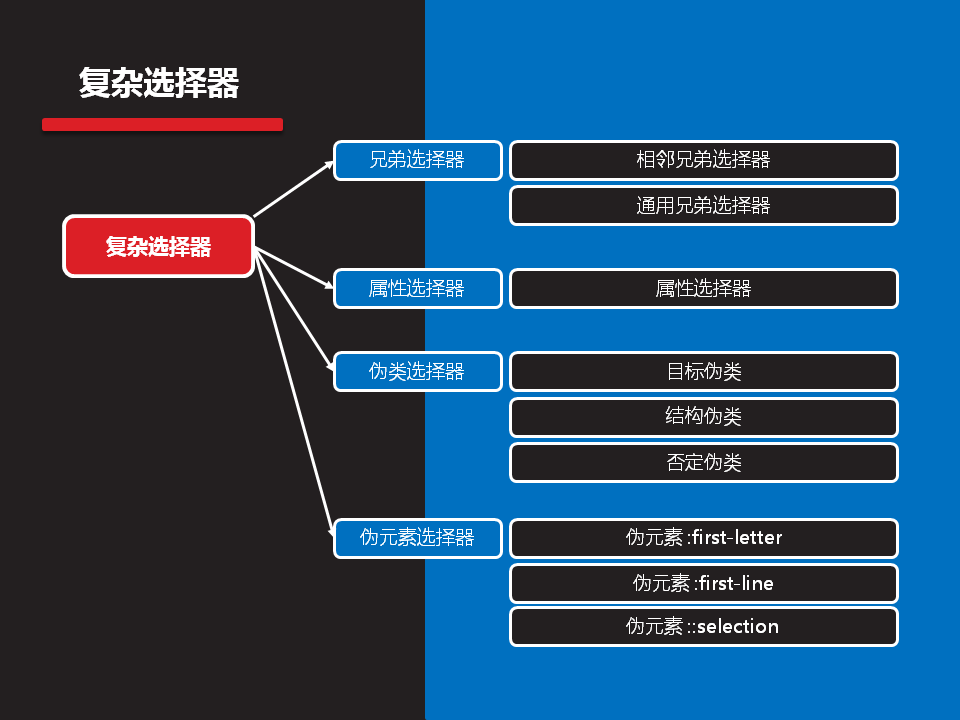 复杂选择器
复杂选择器
兄弟选择器
相邻兄弟选择器
通用兄弟选择器
属性选择器
属性选择器
伪类选择器
目标伪类
结构伪类
否定伪类
伪元素选择器
伪元素:first-letter
伪元素:first-line
伪元素::selection